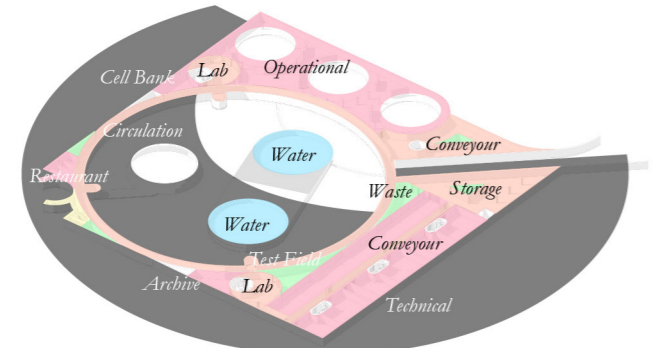 Operational
Lab
Cell Bank
Circulation
Conveyour
Water
Restaurant
Waste
Storage
Water
Conveyour
Test Field
Archive
Lab
Technical